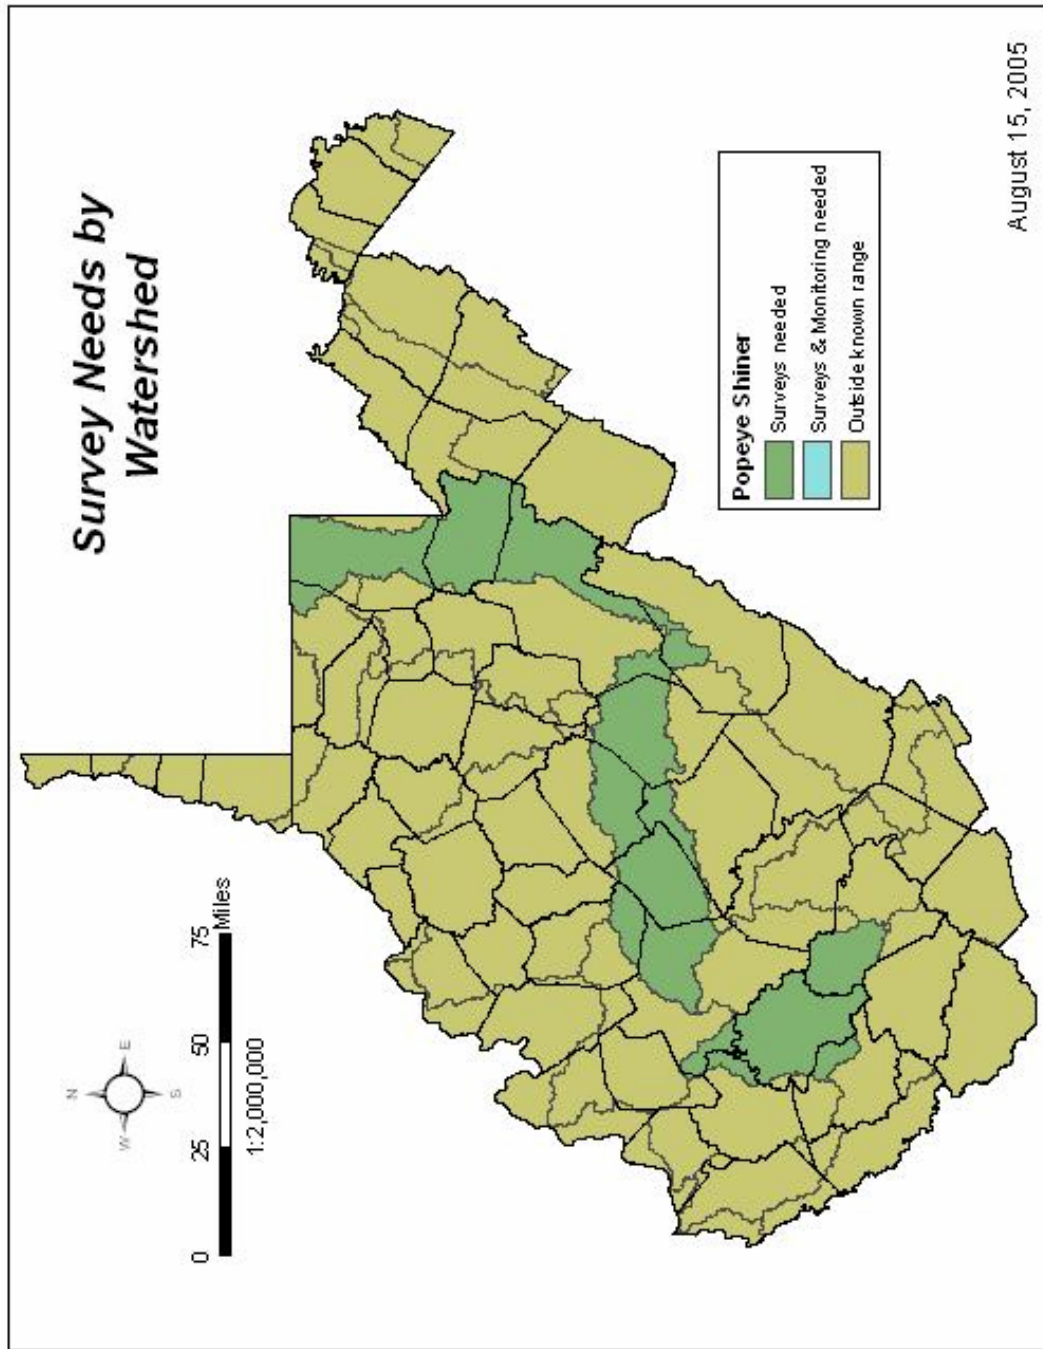 Survey Needs by
Watershed
N
W
E
S
0
25
50
75
Miles
1:2,000,000
Popeye Shiner
Surveys needed
Surveys & Monitoring needed
Outside known range
August 15, 2005